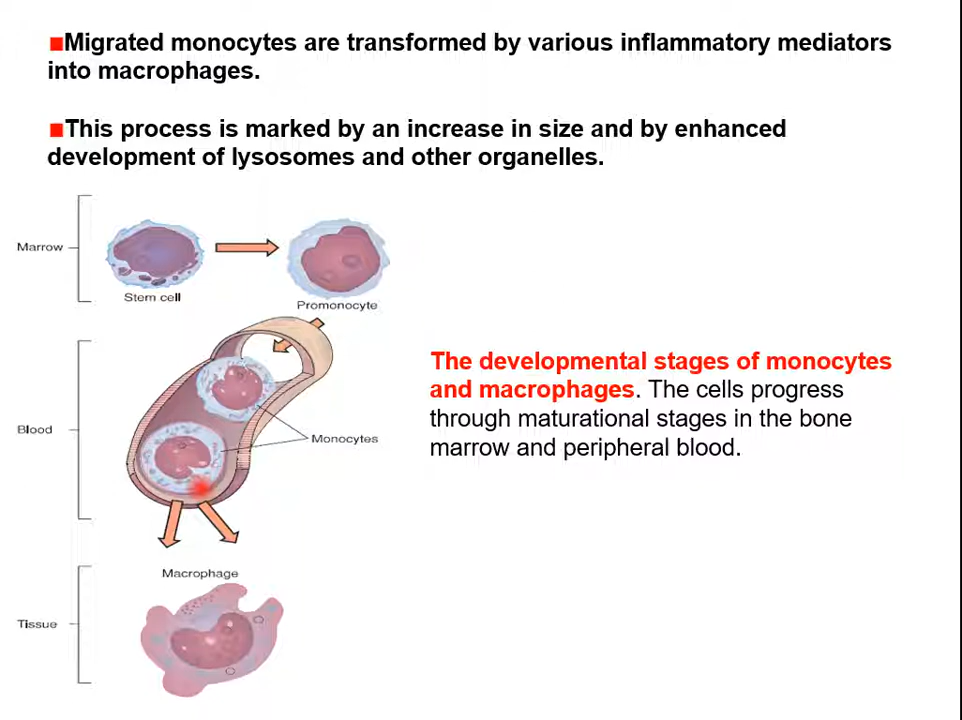 ■Migrated monocytes are transformed by various inflammatory mediators
into macrophages.
■This process is marked by an increase in size and by enhanced
development of lysosomes and other organelles.
Marrow
Stem cell
Promonocyte
Blood
Monocytes
The developmental stages of monocytes
and macrophages. The cells progress
through maturational stages in the bone
marrow and peripheral blood.
Macrophage
Tissue